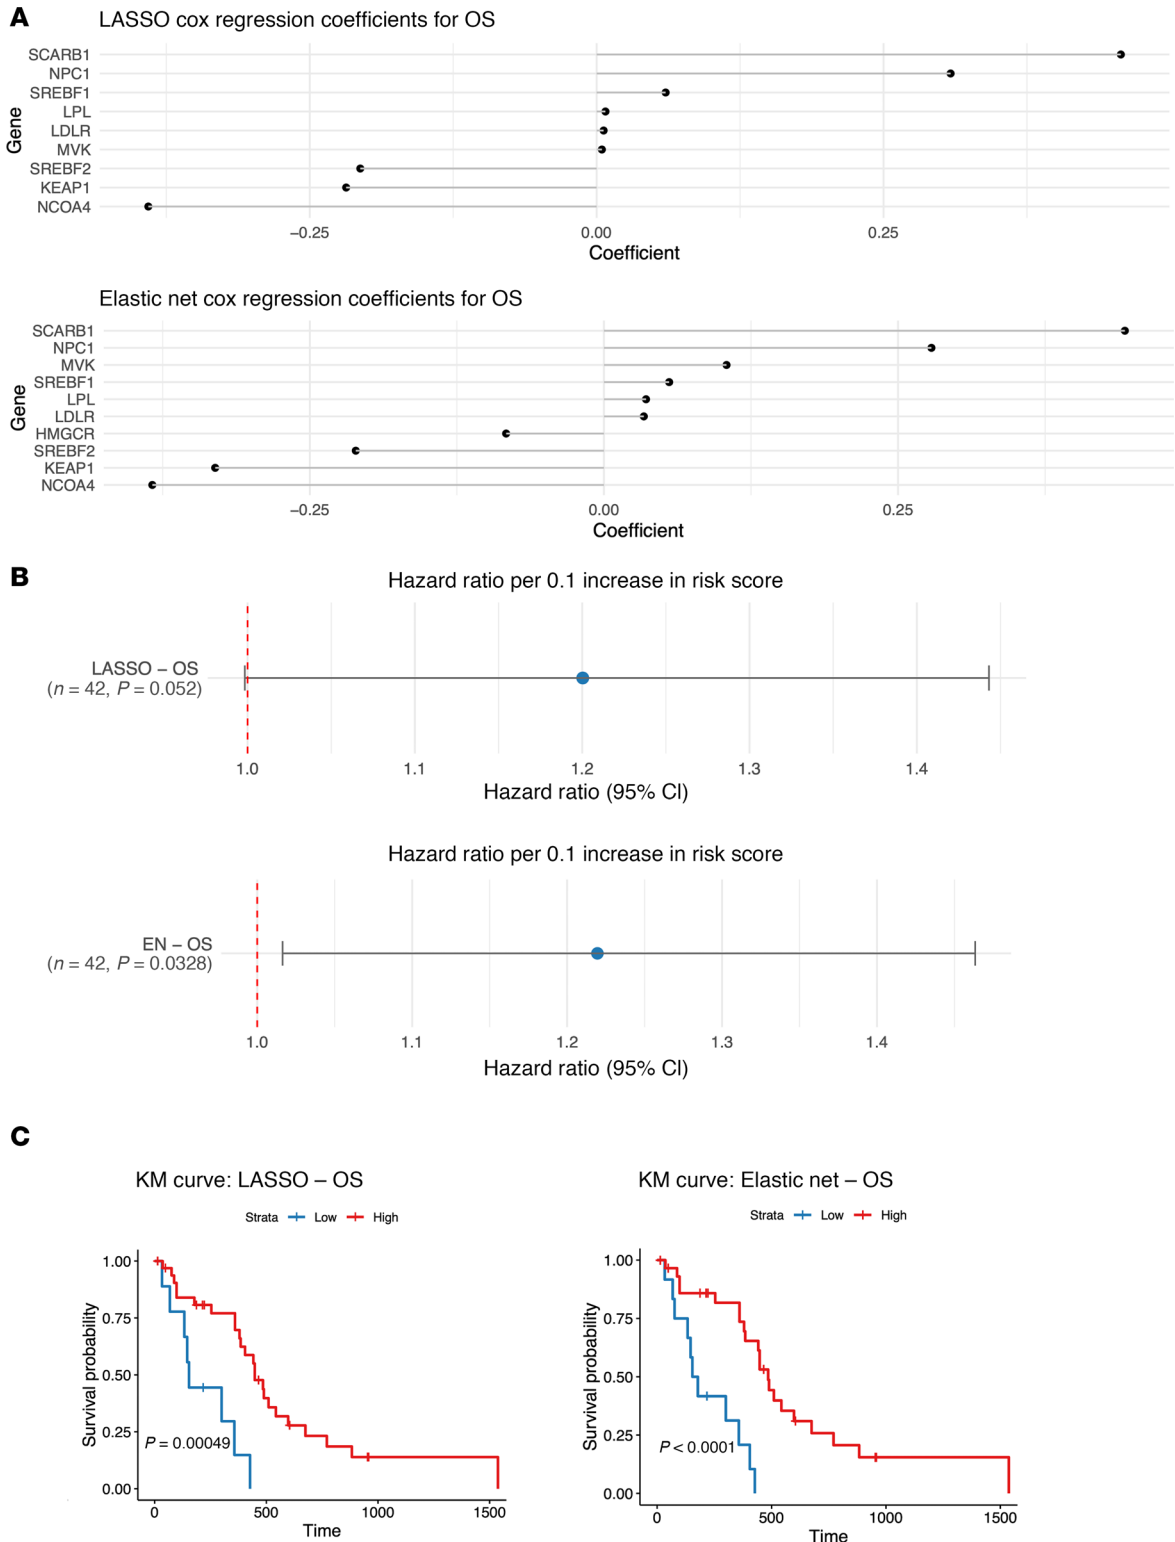 A
LASSO cox regression coefficients for OS
Gene
SCARB1
NPC1
SREBF1
LPL
LDLR
MVK
SREBF2
KEAP1
NCOA4
−0.25 0.00 0.25
Coefficient
Elastic net cox regression coefficients for OS
Gene
SCARB1
NPC1
MVK
SREBF1
LPL
LDLR
HMGCR
SREBF2
KEAP1
NCOA4
−0.25 0.00 0.25
Coefficient
B
Hazard ratio per 0.1 increase in risk score
LASSO – OS
(n = 42, P = 0.052)
1.0 1.1 1.2 1.3 1.4
Hazard ratio (95% CI)
Hazard ratio per 0.1 increase in risk score
EN – OS
(n = 42, P = 0.0328)
1.0 1.1 1.2 1.3 1.4
Hazard ratio (95% CI)
C
KM curve: LASSO – OS
Strata Low High
Survival probability
1.00
0.75
0.50
0.25
0.00
P = 0.00049
0 500 1000 1500
Time
KM curve: Elastic net – OS
Strata Low High
Survival probability
1.00
0.75
0.50
0.25
0.00
P < 0.0001
0 500 1000 1500
Time